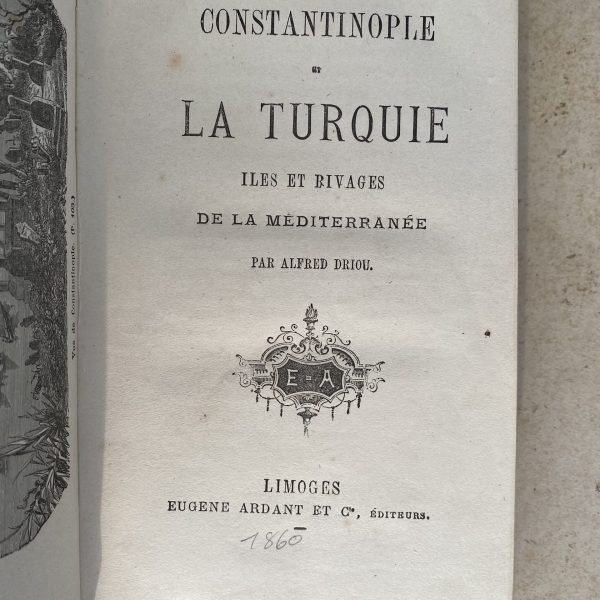 CONSTANTINOPLE
ET
LA TURQUIE
ILES ET RIVAGES
DE LA MÉDITERRANÉE
PAR ALFRED DRIOU.
E=A
LIMOGES
EUGENE ARDANT ET Cie, ÉDITEURS.
1860
Vue de Constantinople. (P. 103.)